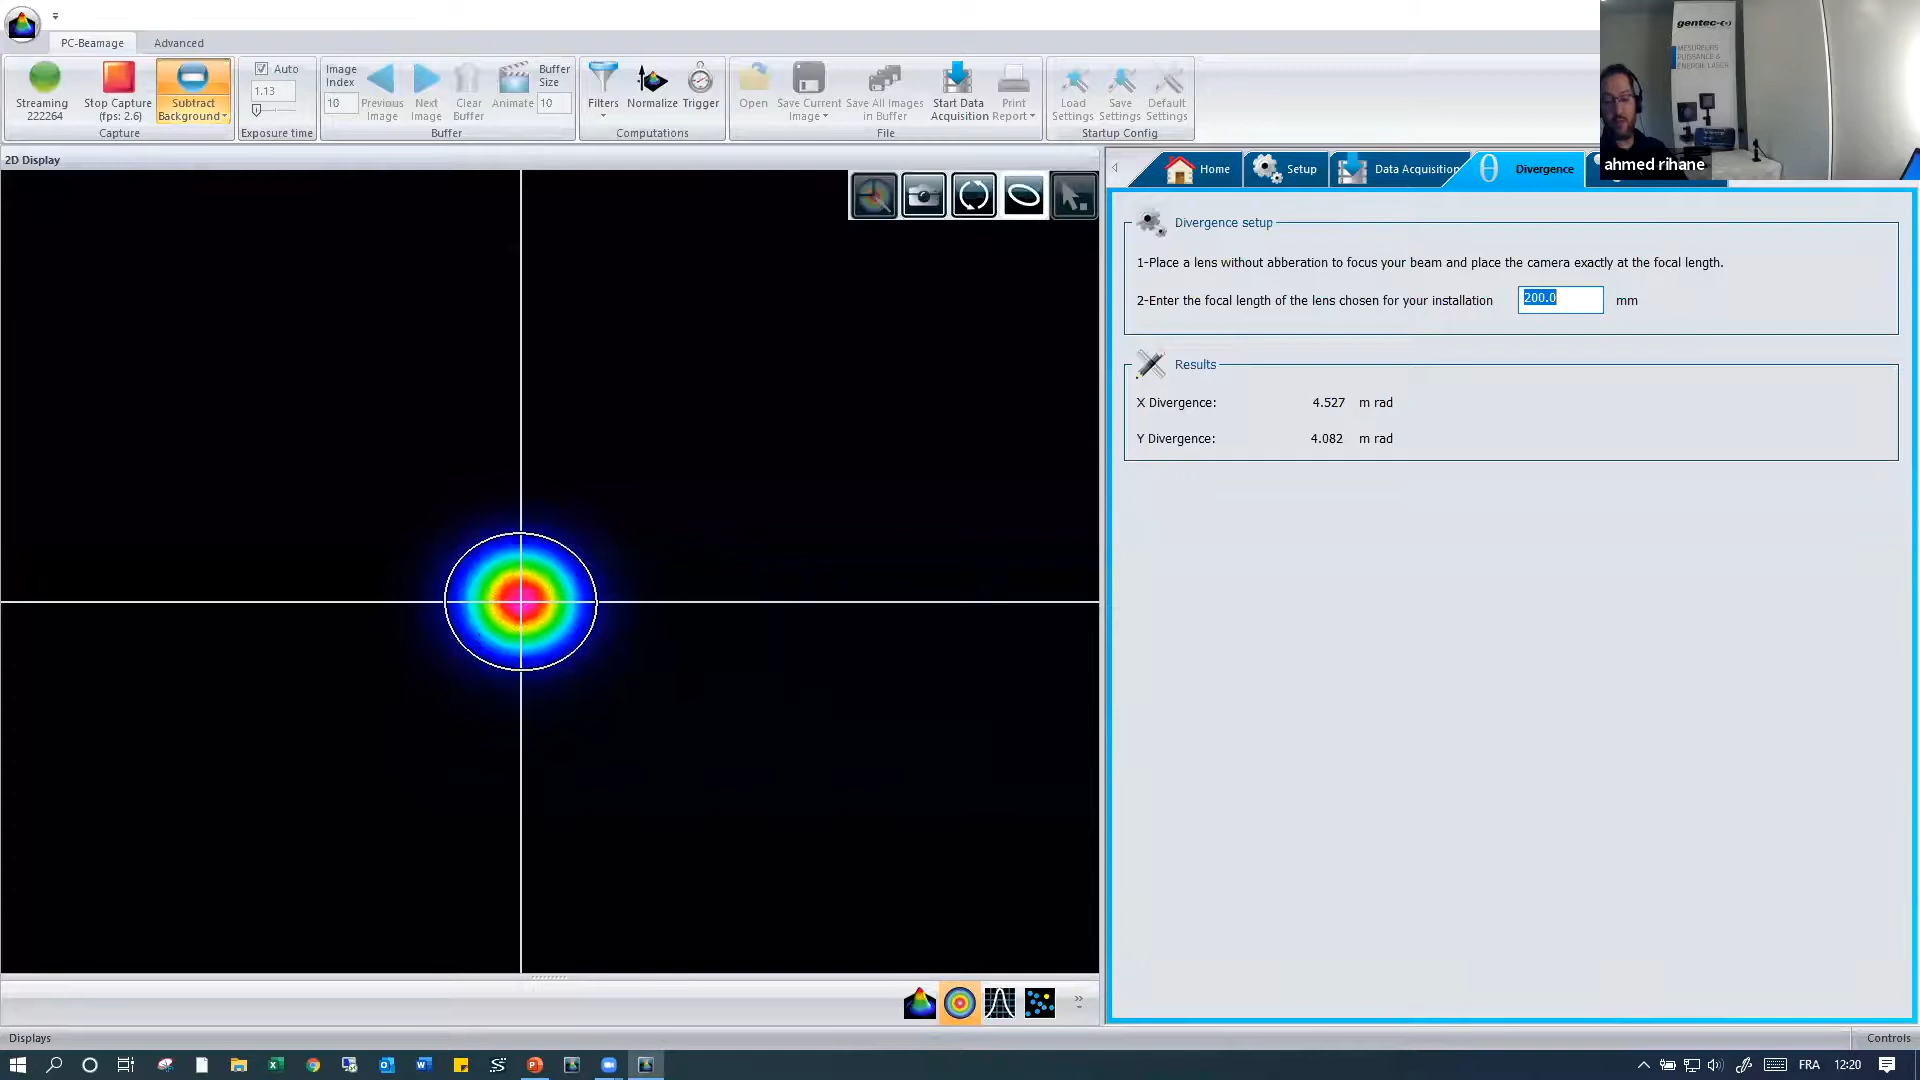 PC-Beamage Advanced
Streaming 222264
Stop Capture (fps: 2.6)
Subtract Background
Capture
Auto
1.13
Exposure time
Image Index
10
Previous Image
Next Image
Clear Buffer
Animate
Buffer Size
10
Buffer
Filters
Normalize
Trigger
Computations
Open
Save Current Image
Save All Images in Buffer
Start Data Acquisition
Print Report
File
Load Settings
Save Settings
Default Settings
Startup Config
gentec-e
MESUREURS
PUISSANCE &
ÉNERGIE LASER
ahmed rihane
2D Display
Home
Setup
Data Acquisition
θ Divergence
Divergence setup
1-Place a lens without abberation to focus your beam and place the camera exactly at the focal length.
2-Enter the focal length of the lens chosen for your installation 200.0 mm
Results
X Divergence: 4.527 m rad
Y Divergence: 4.082 m rad
Displays
Controls
FRA 12:20